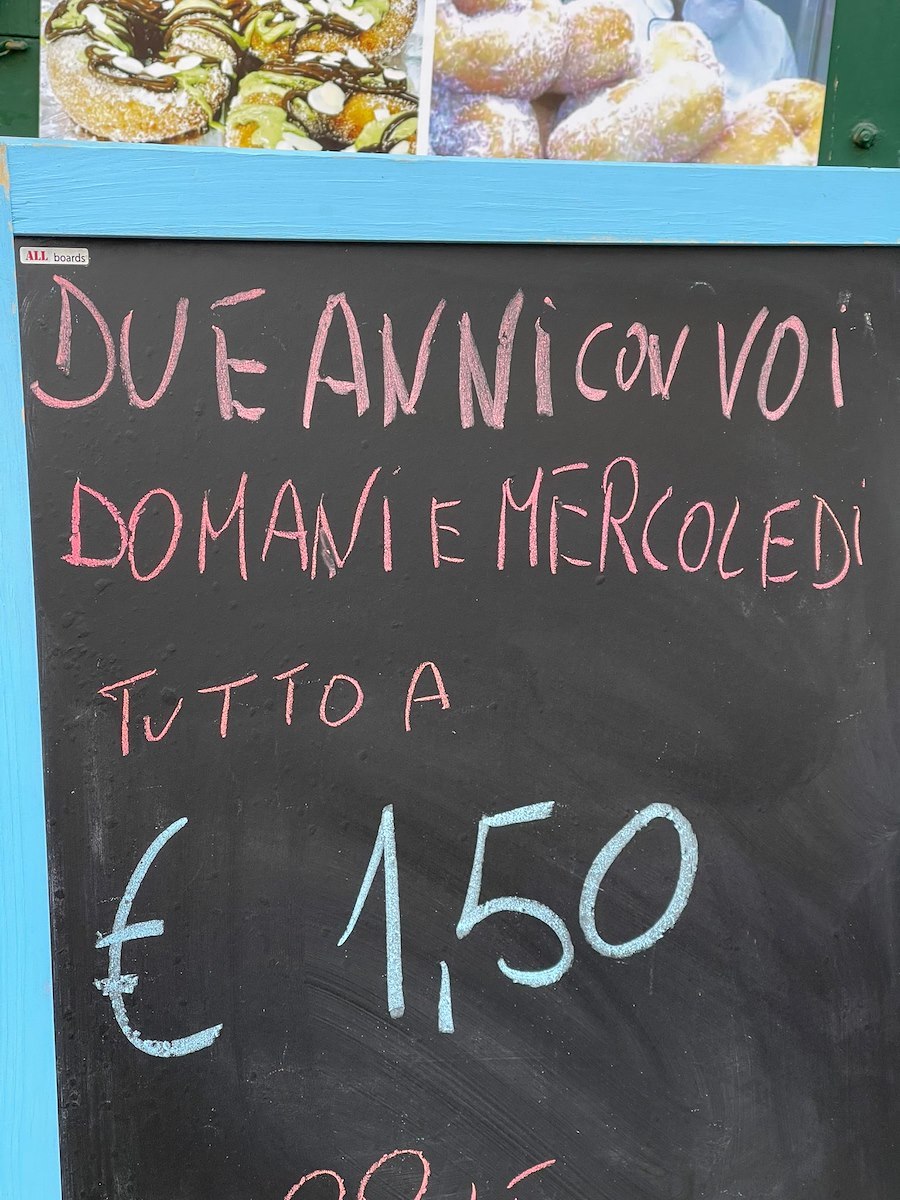 ALL boards
DUE ANNI CON VOI
DOMANI E MERCOLEDÌ
TUTTO A
€ 1,50